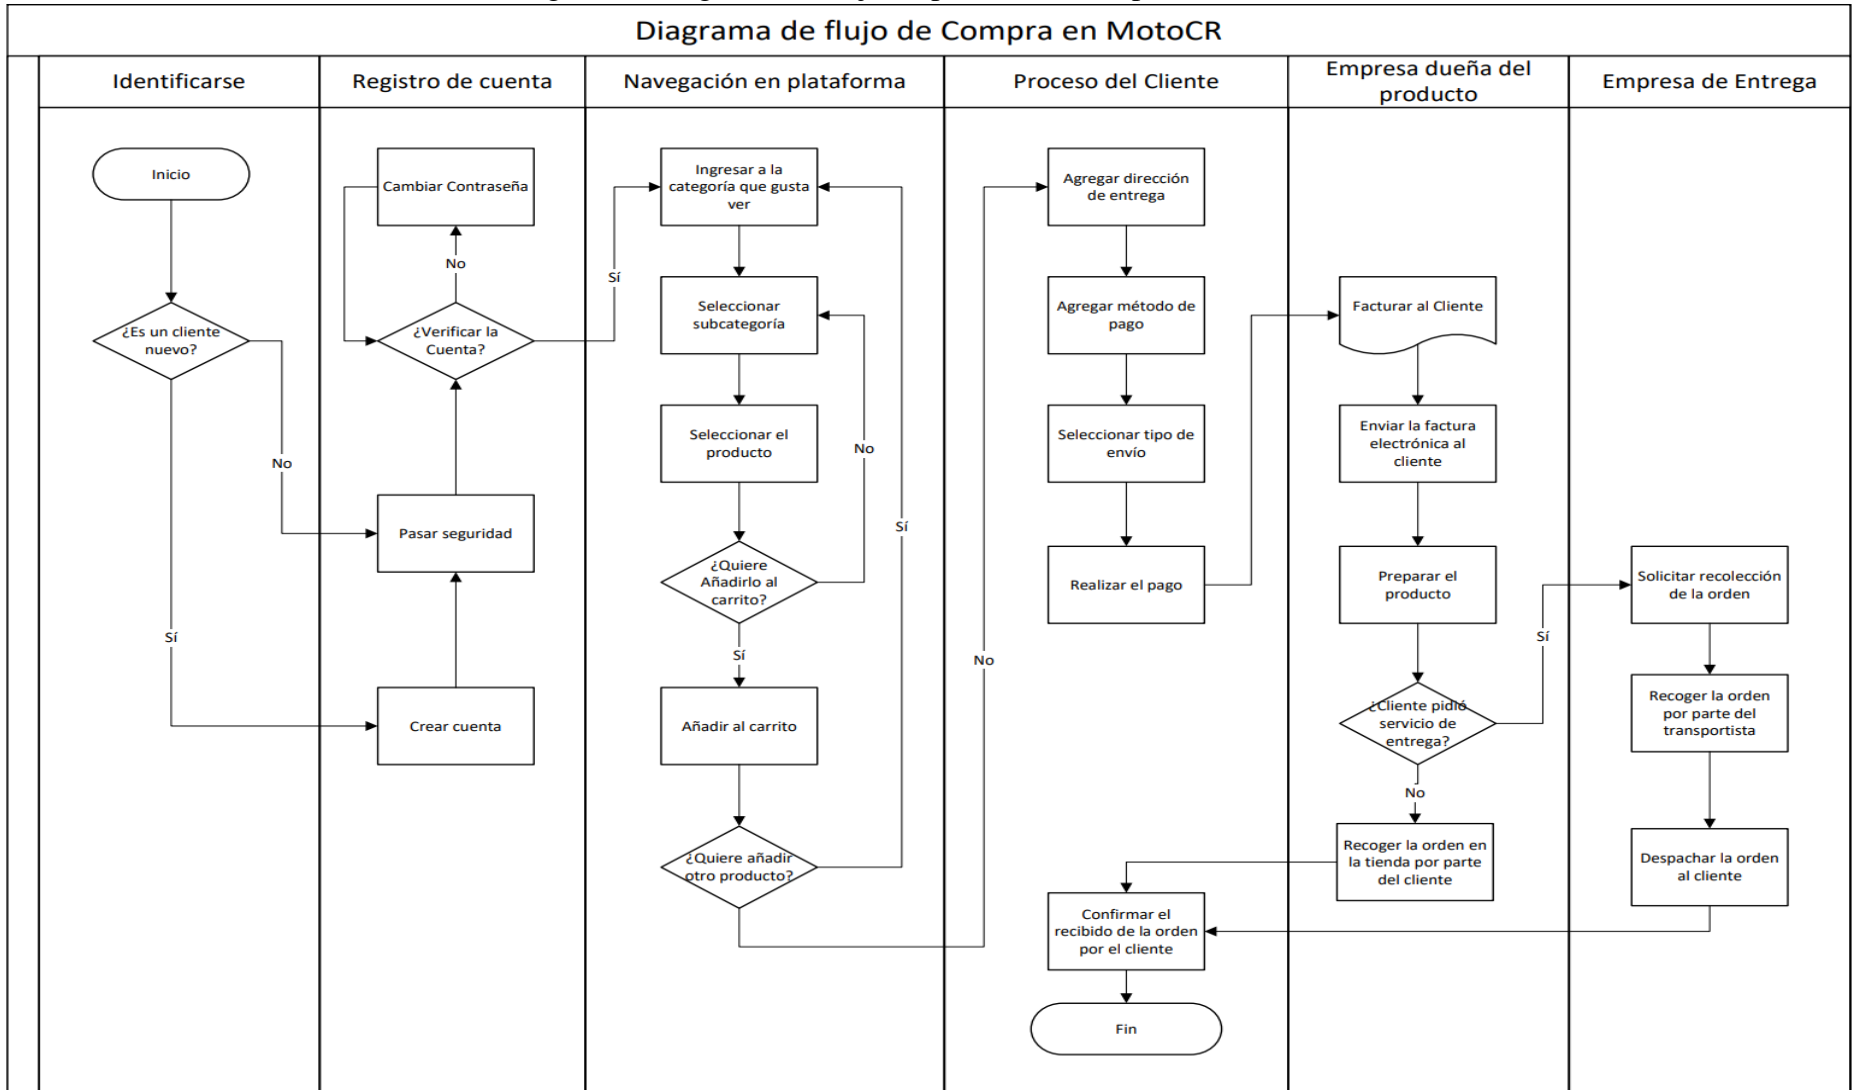 Diagrama de flujo de Compra en MotoCR
Identificarse
Registro de cuenta
Navegación en plataforma
Proceso del Cliente
Empresa dueña del
producto
Empresa de Entrega
Inicio
¿Es un cliente
nuevo?
No
Sí
Cambiar Contraseña
No
¿Verificar la
Cuenta?
Sí
Pasar seguridad
Crear cuenta
Ingresar a la
categoría que gusta
ver
Seleccionar
subcategoría
Seleccionar el
producto
No
Sí
¿Quiere
Añadirlo al
carrito?
Sí
Añadir al carrito
¿Quiere añadir
otro producto?
No
Agregar dirección
de entrega
Agregar método de
pago
Seleccionar tipo de
envío
Realizar el pago
Confirmar el
recibido de la orden
por el cliente
Fin
Facturar al Cliente
Enviar la factura
electrónica al
cliente
Preparar el
producto
¿Cliente pidió
servicio de
entrega?
Sí
No
Recoger la orden en
la tienda por parte
del cliente
Solicitar recolección
de la orden
Recoger la orden
por parte del
transportista
Despachar la orden
al cliente